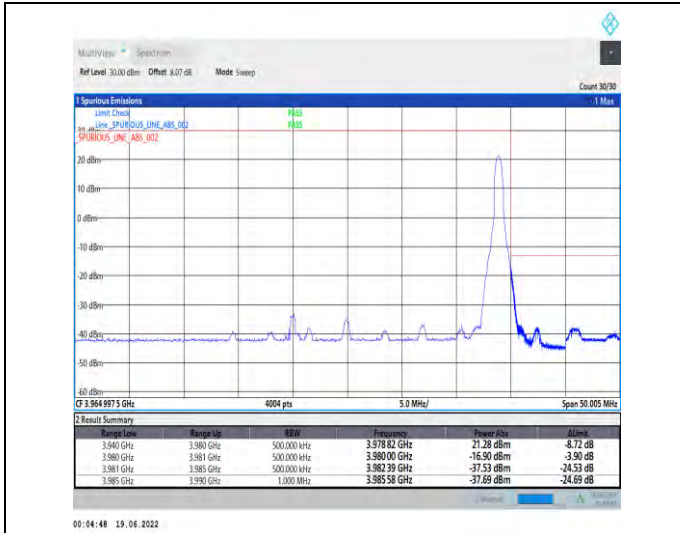 MultiView Spectrum
Ref Level 30.00 dBm Offset 8.07 dB Mode Sweep
Count 30/30
1 Spurious Emissions 1 Max
Limit Check PASS
Line _SPURIOUS_LINE_ABS_002 PASS
30 dBm
_SPURIOUS_LINE_ABS_002
20 dBm
10 dBm
0 dBm
-10 dBm
-20 dBm
-30 dBm
-40 dBm
-50 dBm
-60 dBm
CF 3.964 997 5 GHz 4004 pts 5.0 MHz/ Span 50.005 MHz
2 Result Summary
Range Low Range Up RBW Frequency Power Abs ΔLimit
3.940 GHz 3.980 GHz 500.000 kHz 3.978 82 GHz 21.28 dBm -8.72 dB
3.980 GHz 3.981 GHz 500.000 kHz 3.980 00 GHz -16.90 dBm -3.90 dB
3.981 GHz 3.985 GHz 500.000 kHz 3.982 39 GHz -37.53 dBm -24.53 dB
3.985 GHz 3.990 GHz 1.000 MHz 3.985 58 GHz -37.69 dBm -24.69 dB
00:04:48 19.06.2022